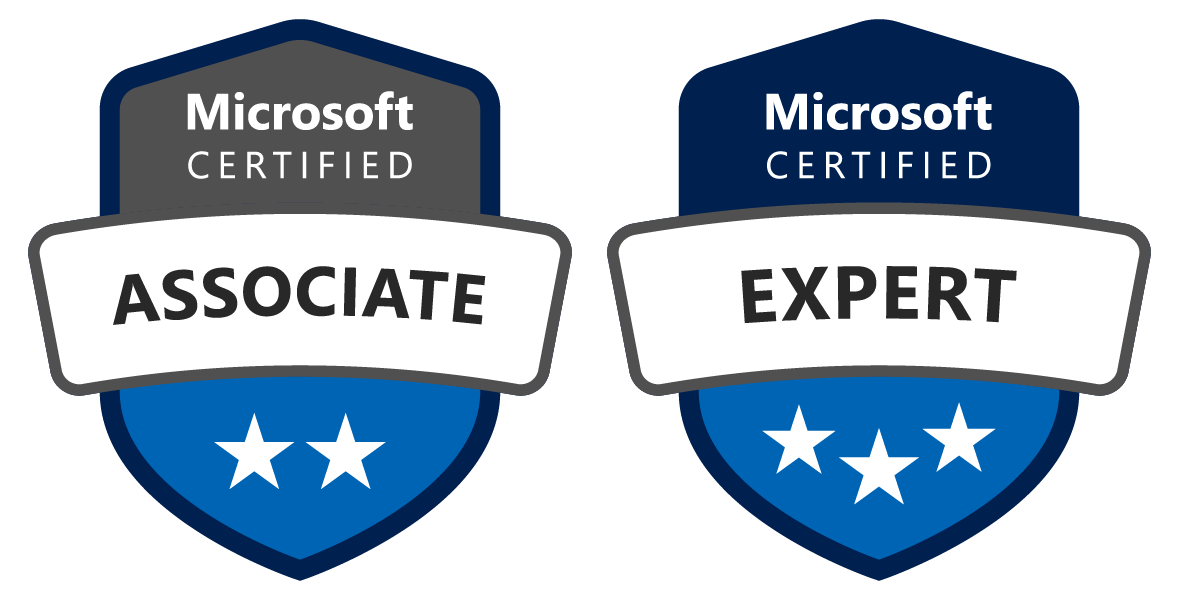 Microsoft
CERTIFIED
ASSOCIATE
Microsoft
CERTIFIED
EXPERT